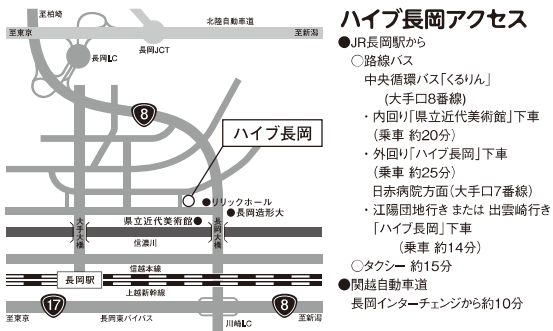 至柏崎
北陸自動車道
至東京
至新潟
長岡JCT
長岡I.C
8
ハイブ長岡
リリックホール
長岡造形大
県立近代美術館
大手大橋
長岡大橋
信濃川
信越本線
長岡駅
上越新幹線
17
8
至東京
長岡東バイパス
川崎I.C
至新潟
ハイブ長岡アクセス
●JR長岡駅から
○路線バス
中央循環バス「くるりん」
(大手口8番線)
・内回り「県立近代美術館」下車
(乗車 約20分)
・外回り「ハイブ長岡」下車
(乗車 約25分)
日赤病院方面(大手口7番線)
・江陽団地行き または 出雲崎行き
「ハイブ長岡」下車
(乗車 約14分)
○タクシー 約15分
●関越自動車道
長岡インターチェンジから約10分